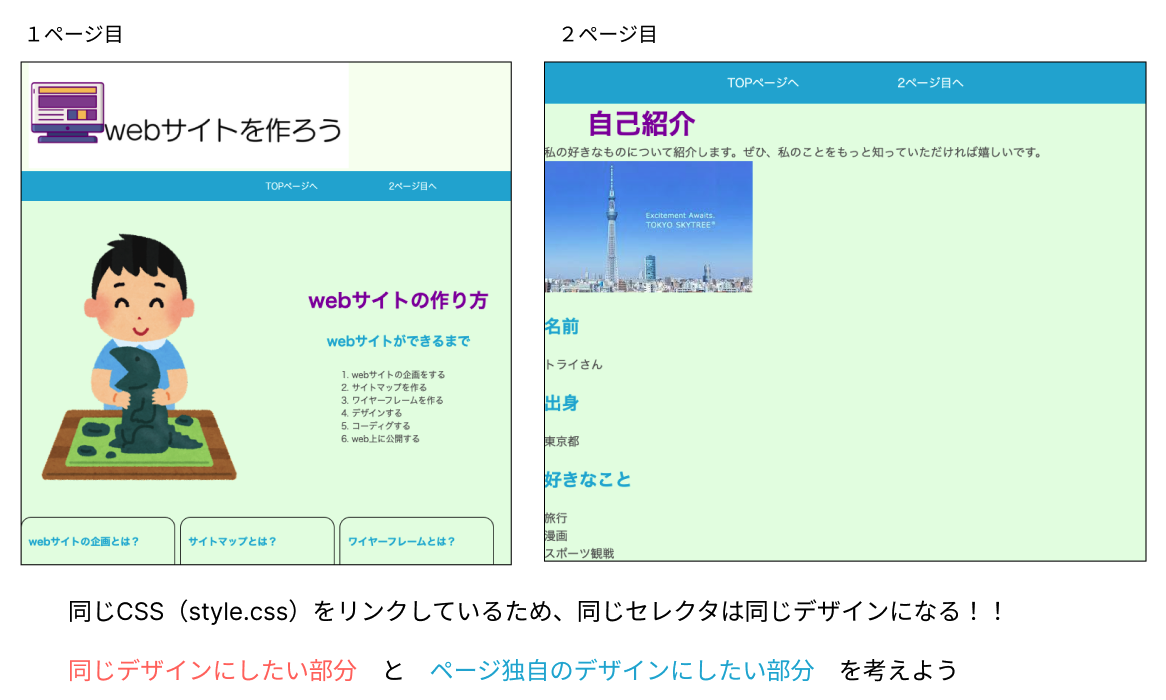 １ページ目
webサイトを作ろう
TOPページへ 2ページ目へ
webサイトの作り方
webサイトができるまで
1. webサイトの企画をする
2. サイトマップを作る
3. ワイヤーフレームを作る
4. デザインする
5. コーディグする
6. web上に公開する
webサイトの企画とは？ サイトマップとは？ ワイヤーフレームとは？
２ページ目
TOPページへ 2ページ目へ
自己紹介
私の好きなものについて紹介します。ぜひ、私のことをもっと知っていただければ嬉しいです。
Excitement Awaits.
TOKYO SKYTREE®
名前
トライさん
出身
東京都
好きなこと
旅行
漫画
スポーツ観戦
同じCSS（style.css）をリンクしているため、同じセレクタは同じデザインになる！！
同じデザインにしたい部分 と ページ独自のデザインにしたい部分 を考えよう